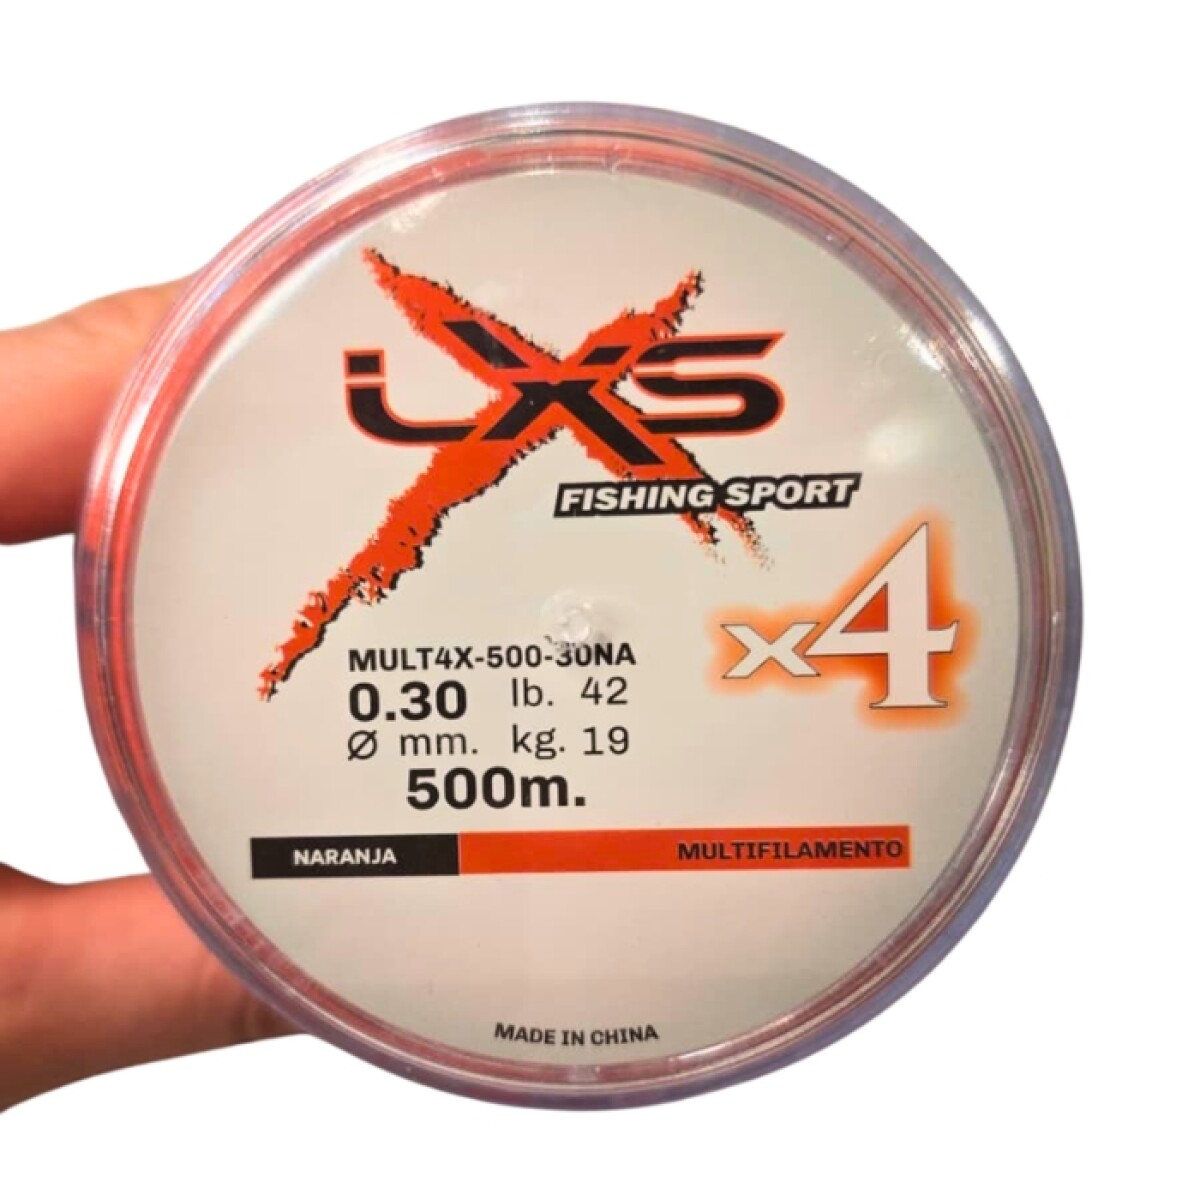 iXS
FISHING SPORT
x4
MULT4X-500-30NA
0.30 lb. 42
Ø mm. kg. 19
500m.
NARANJA MULTIFILAMENTO
MADE IN CHINA